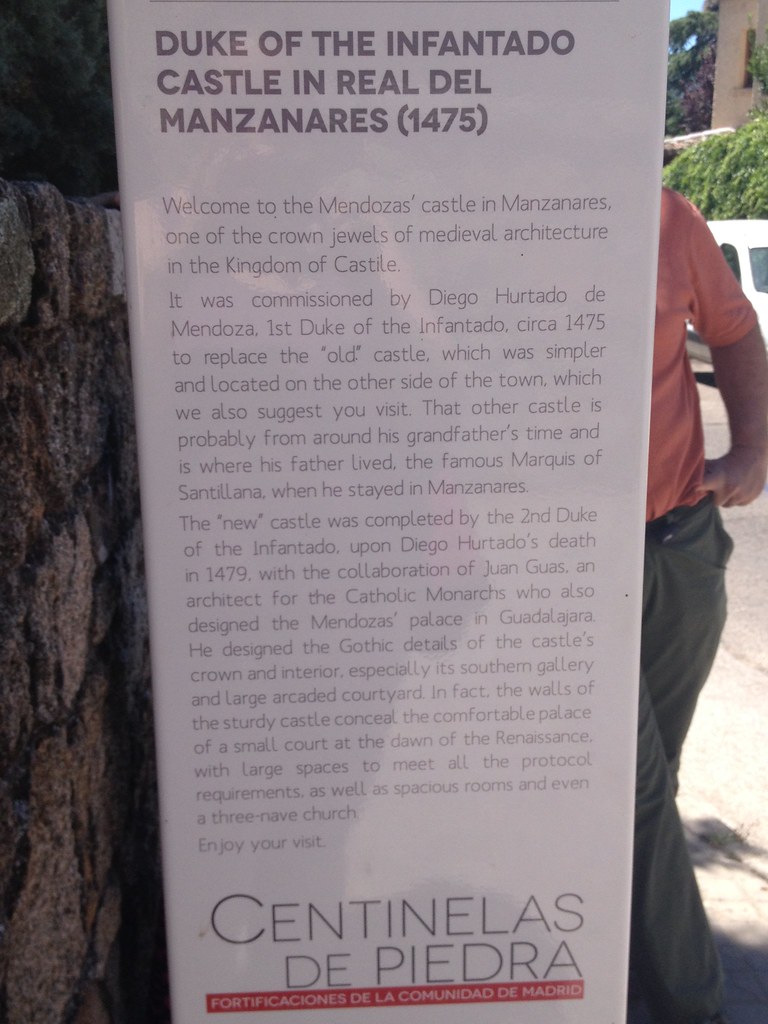 DUKE OF THE INFANTADO
CASTLE IN REAL DEL
MANZANARES (1475)
Welcome to the Mendozas' castle in Manzanares,
one of the crown jewels of medieval architecture
in the Kingdom of Castile.
It was commissioned by Diego Hurtado de
Mendoza, 1st Duke of the Infantado, circa 1475
to replace the "old" castle, which was simpler
and located on the other side of the town, which
we also suggest you visit. That other castle is
probably from around his grandfather's time and
is where his father lived, the famous Marquis of
Santillana, when he stayed in Manzanares.
The "new" castle was completed by the 2nd Duke
of the Infantado, upon Diego Hurtado's death
in 1479, with the collaboration of Juan Guas, an
architect for the Catholic Monarchs who also
designed the Mendozas' palace in Guadalajara.
He designed the Gothic details of the castle's
crown and interior, especially its southern gallery
and large arcaded courtyard. In fact, the walls of
the sturdy castle conceal the comfortable palace
of a small court at the dawn of the Renaissance,
with large spaces to meet all the protocol
requirements, as well as spacious rooms and even
a three-nave church.
Enjoy your visit.
CENTINELAS
DE PIEDRA
FORTIFICACIONES DE LA COMUNIDAD DE MADRID